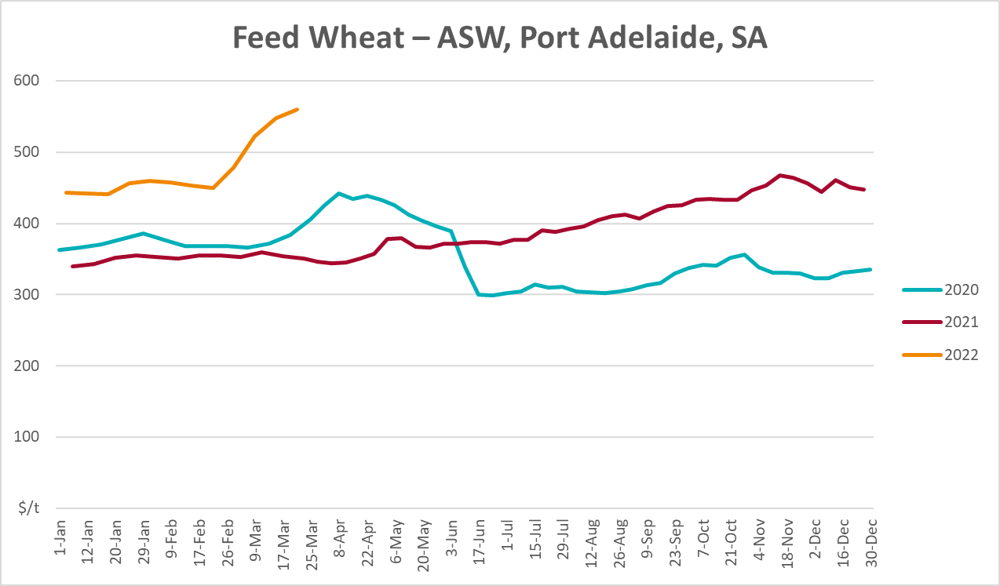 Feed Wheat – ASW, Port Adelaide, SA
600
500
400
300
200
100
$/t
1-Jan
12-Jan
20-Jan
29-Jan
9-Feb
17-Feb
26-Feb
9-Mar
17-Mar
25-Mar
8-Apr
22-Apr
6-May
20-May
3-Jun
17-Jun
1-Jul
15-Jul
29-Jul
12-Aug
26-Aug
9-Sep
23-Sep
7-Oct
21-Oct
4-Nov
18-Nov
2-Dec
16-Dec
30-Dec
2020
2021
2022